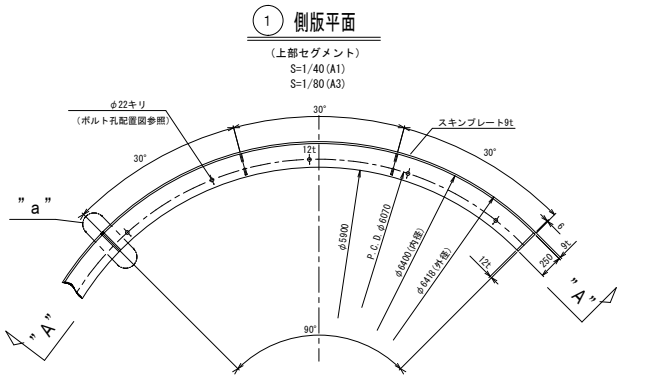 1 側版平面
(上部セグメント)
S=1/40(A1)
S=1/80(A3)
φ22キリ
(ボルト孔配置図参照)
30°
スキンプレート9t
30°
12t
30°
"a"
φ5900
P.C.D.φ6070
φ6400(内径)
φ6418(外径)
12t
6
9t
250
"A"
"A"
90°